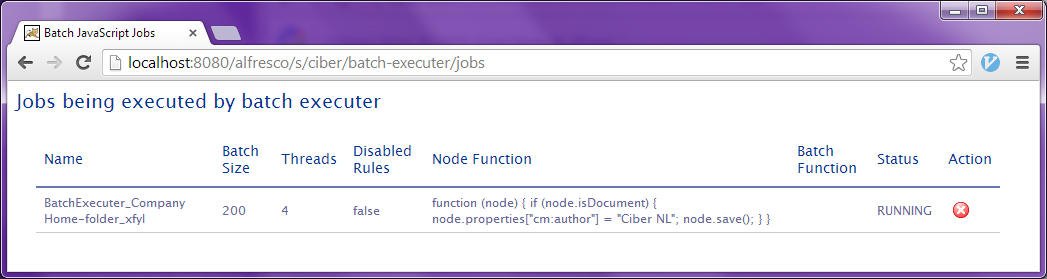 Batch JavaScript Jobs
localhost:8080/alfresco/s/ciber/batch-executer/jobs
Jobs being executed by batch executer
Name
Batch
Size
Threads
Disabled
Rules
Node Function
Batch
Function
Status
Action
BatchExecuter_Company
Home-folder_xfyl
200
4
false
function (node) { if (node.isDocument) {
node.properties["cm:author"] = "Ciber NL"; node.save(); } }
RUNNING